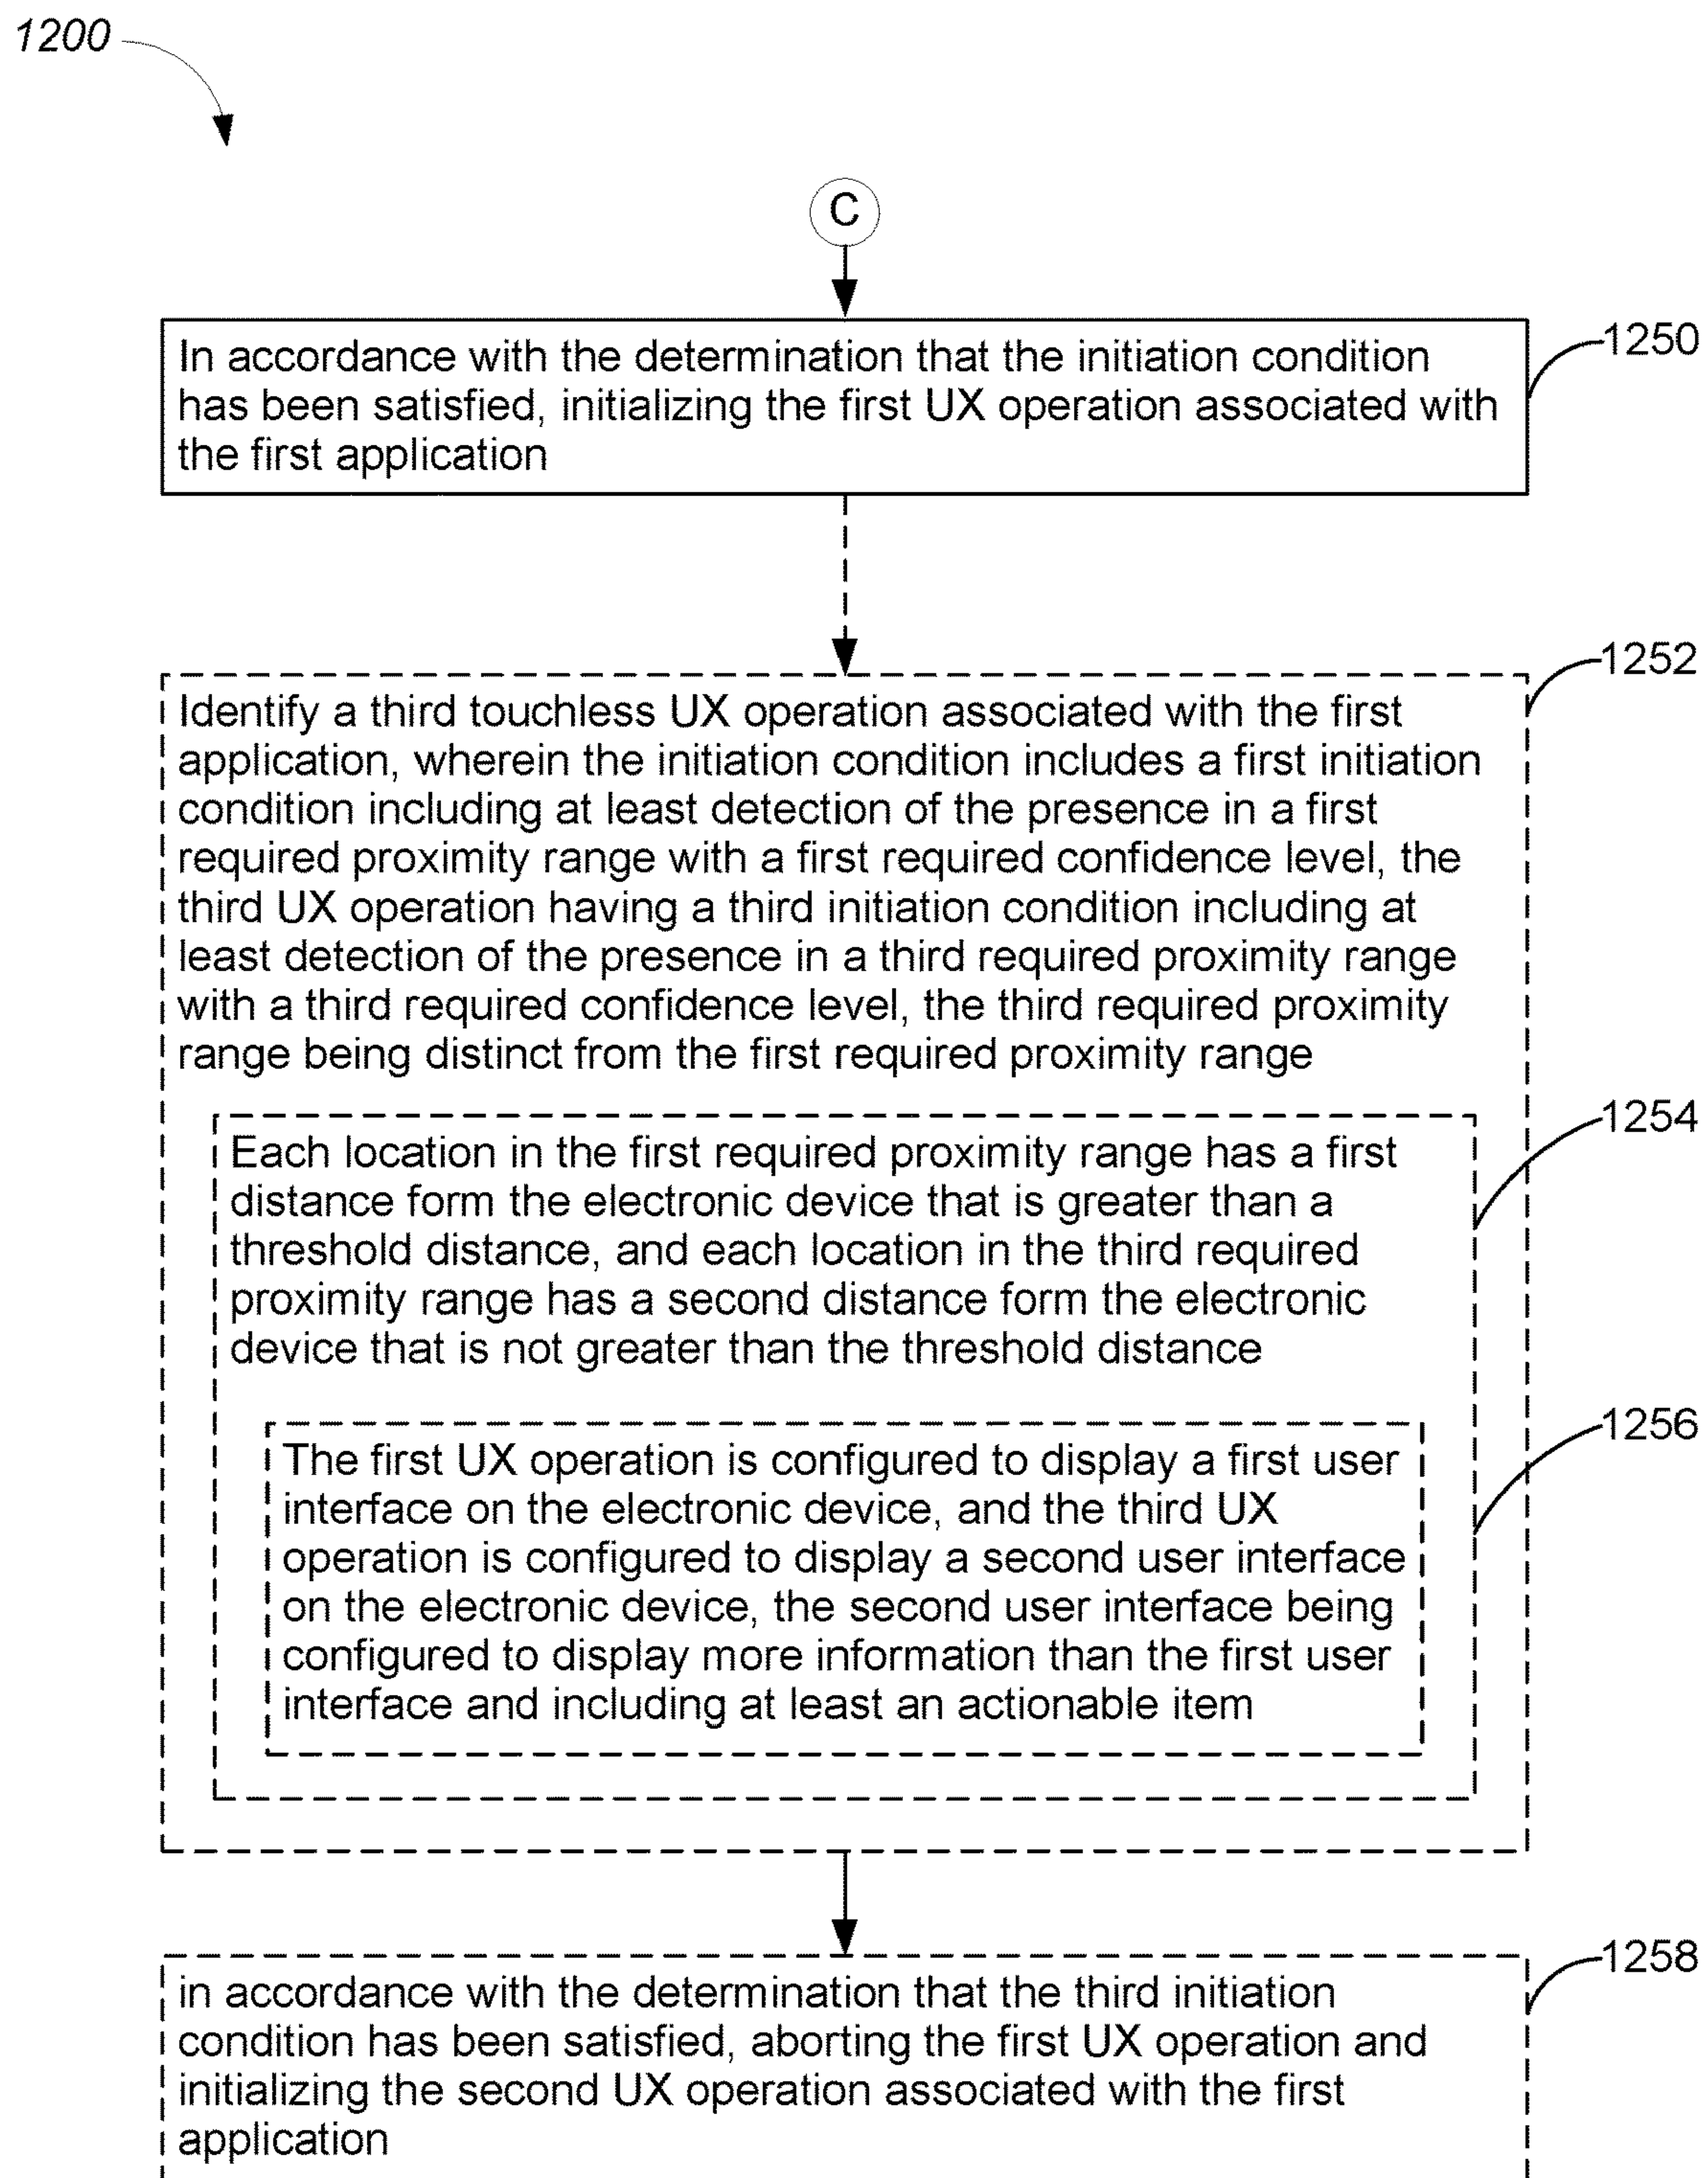 1200
C
In accordance with the determination that the initiation condition
has been satisfied, initializing the first UX operation associated with
the first application
1250
Identify a third touchless UX operation associated with the first
application, wherein the initiation condition includes a first initiation
condition including at least detection of the presence in a first
required proximity range with a first required confidence level, the
third UX operation having a third initiation condition including at
least detection of the presence in a third required proximity range
with a third required confidence level, the third required proximity
range being distinct from the first required proximity range
1252
Each location in the first required proximity range has a first
distance form the electronic device that is greater than a
threshold distance, and each location in the third required
proximity range has a second distance form the electronic
device that is not greater than the threshold distance
1254
The first UX operation is configured to display a first user
interface on the electronic device, and the third UX
operation is configured to display a second user interface
on the electronic device, the second user interface being
configured to display more information than the first user
interface and including at least an actionable item
1256
in accordance with the determination that the third initiation
condition has been satisfied, aborting the first UX operation and
initializing the second UX operation associated with the first
application
1258